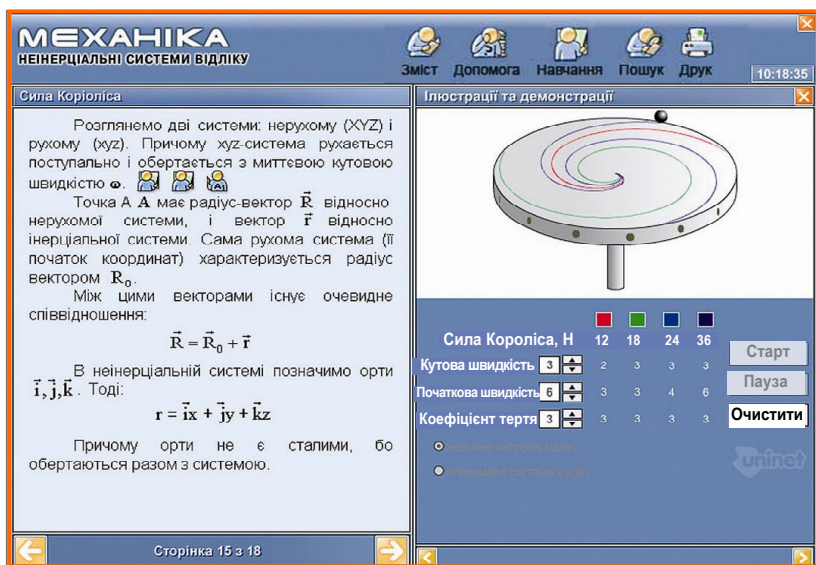 МЕХАНІКА
НЕІНЕРЦІАЛЬНІ СИСТЕМИ ВІДЛІКУ
Зміст Допомога Навчання Пошук Друк
10:18:35
Сила Коріоліса
Розглянемо дві системи: нерухому (XYZ) і
рухому (xyz). Причому xyz-система рухається
поступально і обертається з миттєвою кутовою
швидкістю ω.
Точка А A має радіус-вектор R⃗ відносно
нерухомої системи, і вектор r⃗ відносно
інерціальної системи. Сама рухома система (її
початок координат) характеризується радіус
вектором R₀.
Між цими векторами існує очевидне
співвідношення:
R⃗ = R⃗₀ + r⃗
В неінерціальній системі позначимо орти
i⃗, j⃗, k⃗ . Тоді:
r = i⃗x + j⃗y + k⃗z
Причому орти не є сталими, бо
обертаються разом з системою.
Сторінка 15 з 18
Ілюстрації та демонстрації
Сила Короліса, Н 12 18 24 36
Кутова швидкість 3 2 3 3 3
Початкова швидкість 6 3 3 4 6
Коефіцієнт тертя 3 3 3 3 3
Старт
Пауза
Очистити
uninet